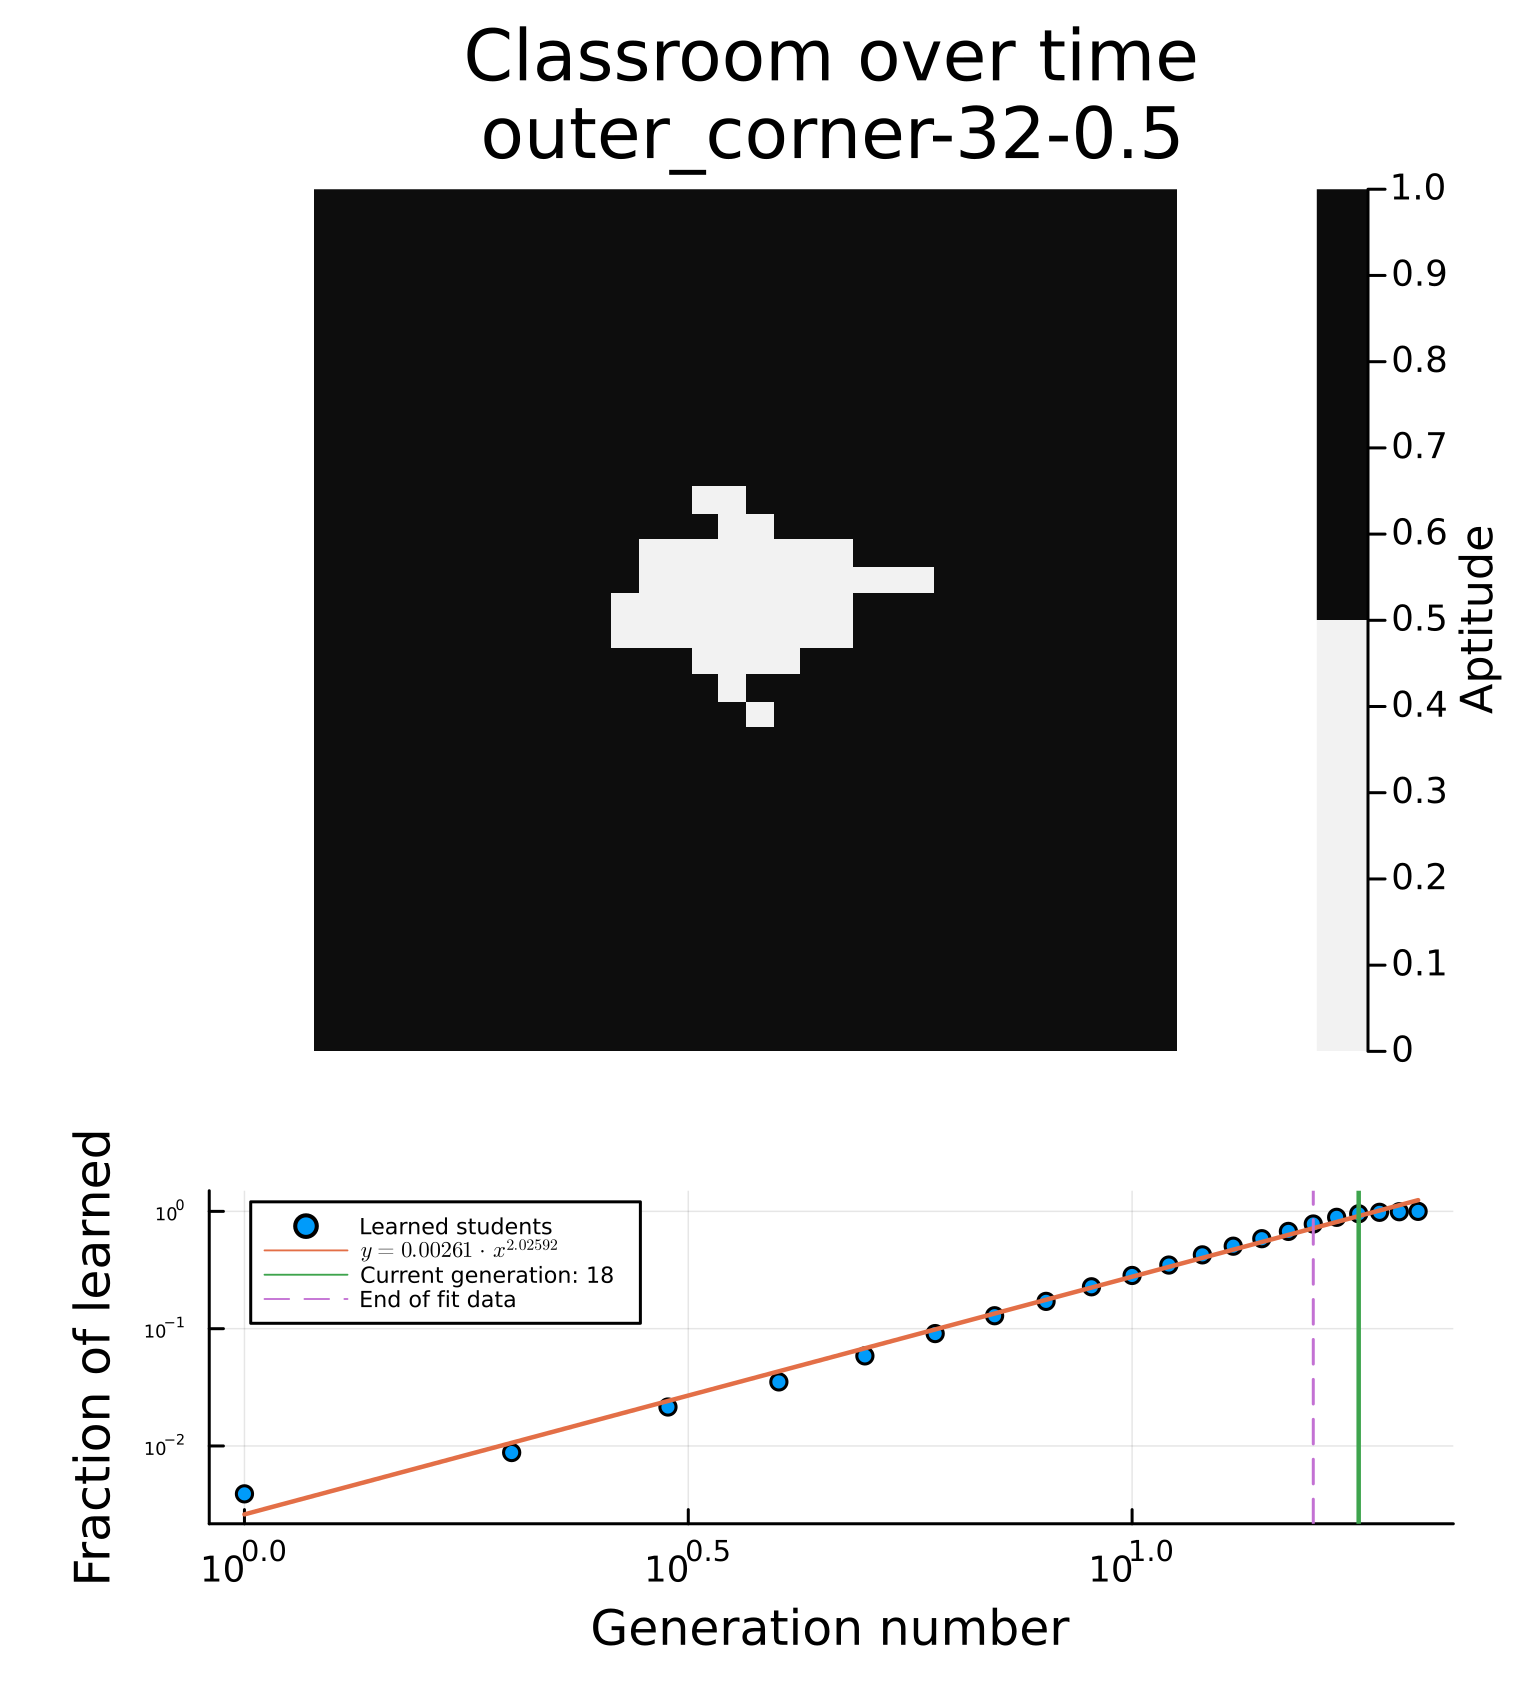 Classroom over time
outer_corner-32-0.5
1.0
0.9
0.8
0.7
0.6
0.5
0.4
0.3
0.2
0.1
0
Aptitude
Fraction of learned
10^0
10^-1
10^-2
Learned students
y = 0.00261 · x^2.02592
Current generation: 18
End of fit data
10^0.0
10^0.5
10^1.0
Generation number